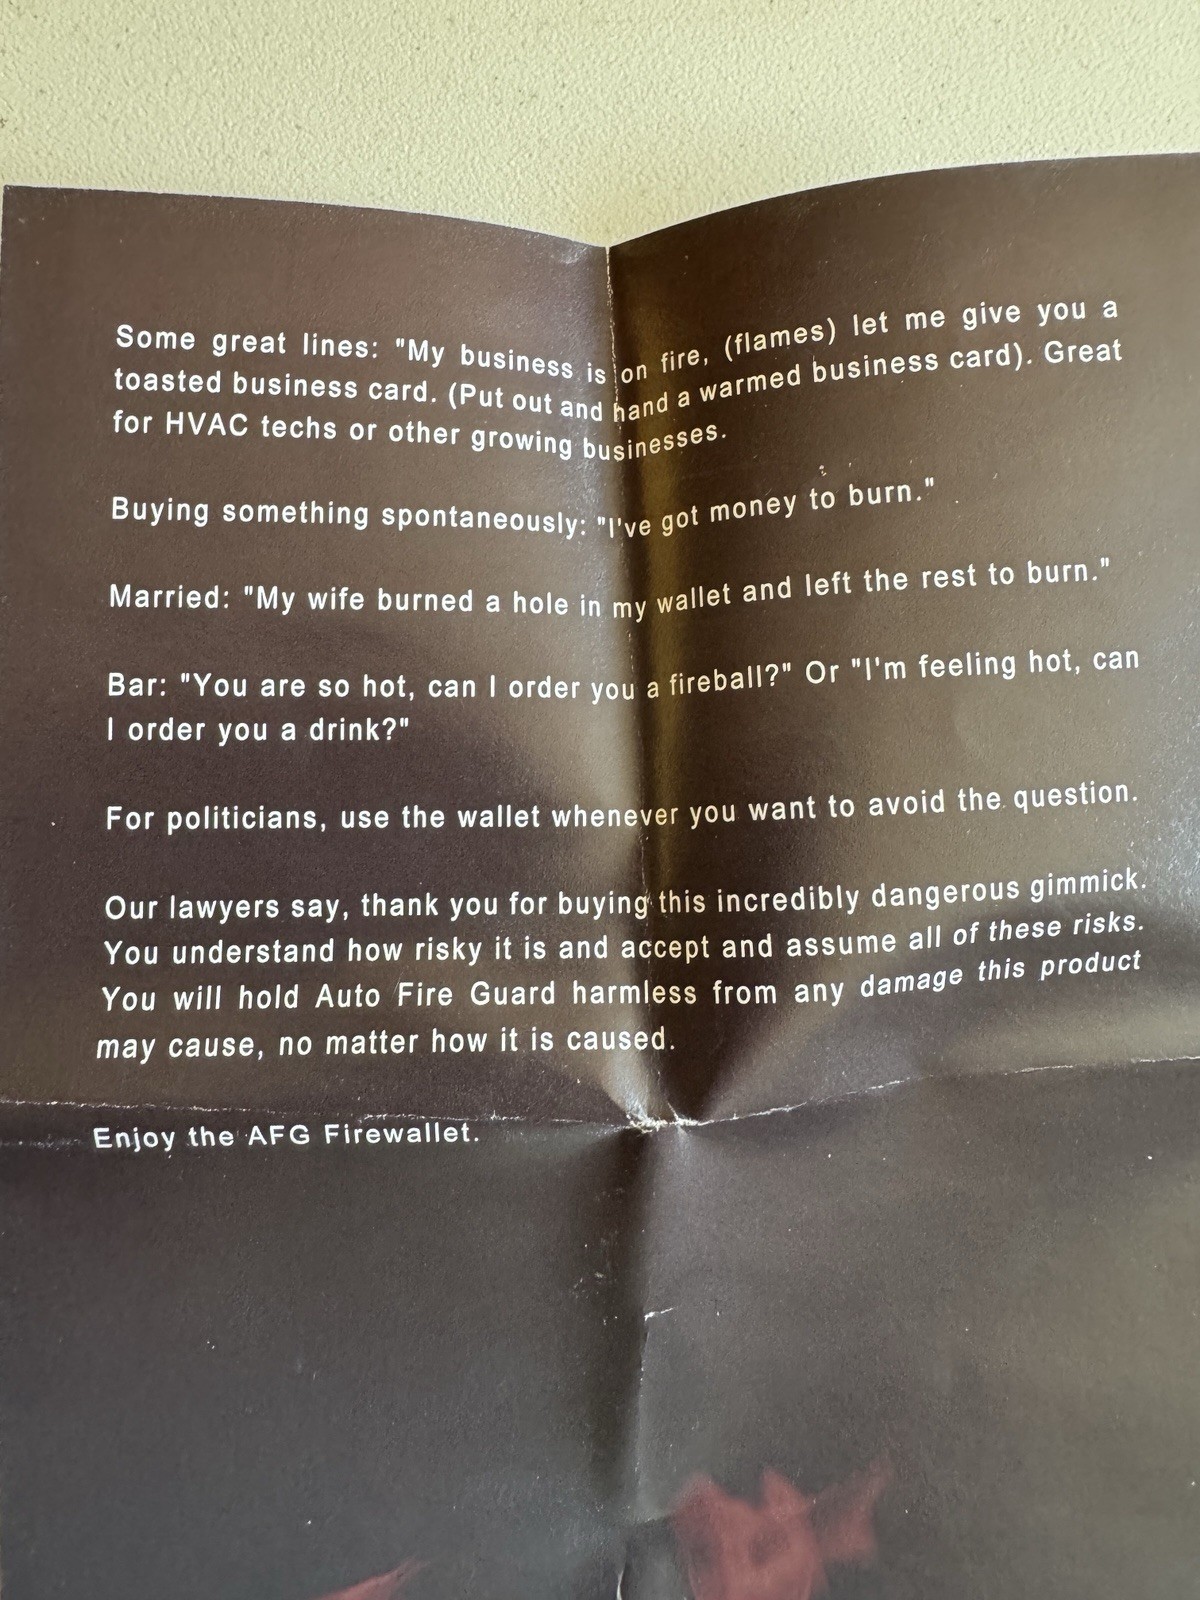 Some great lines: "My business is on fire, (flames) let me give you a
toasted business card. (Put out and hand a warmed business card). Great
for HVAC techs or other growing businesses.
Buying something spontaneously: "I've got money to burn."
Married: "My wife burned a hole in my wallet and left the rest to burn."
Bar: "You are so hot, can I order you a fireball?" Or "I'm feeling hot, can
I order you a drink?"
For politicians, use the wallet whenever you want to avoid the question.
Our lawyers say, thank you for buying this incredibly dangerous gimmick.
You understand how risky it is and accept and assume all of these risks.
You will hold Auto Fire Guard harmless from any damage this product
may cause, no matter how it is caused.
Enjoy the AFG Firewallet.